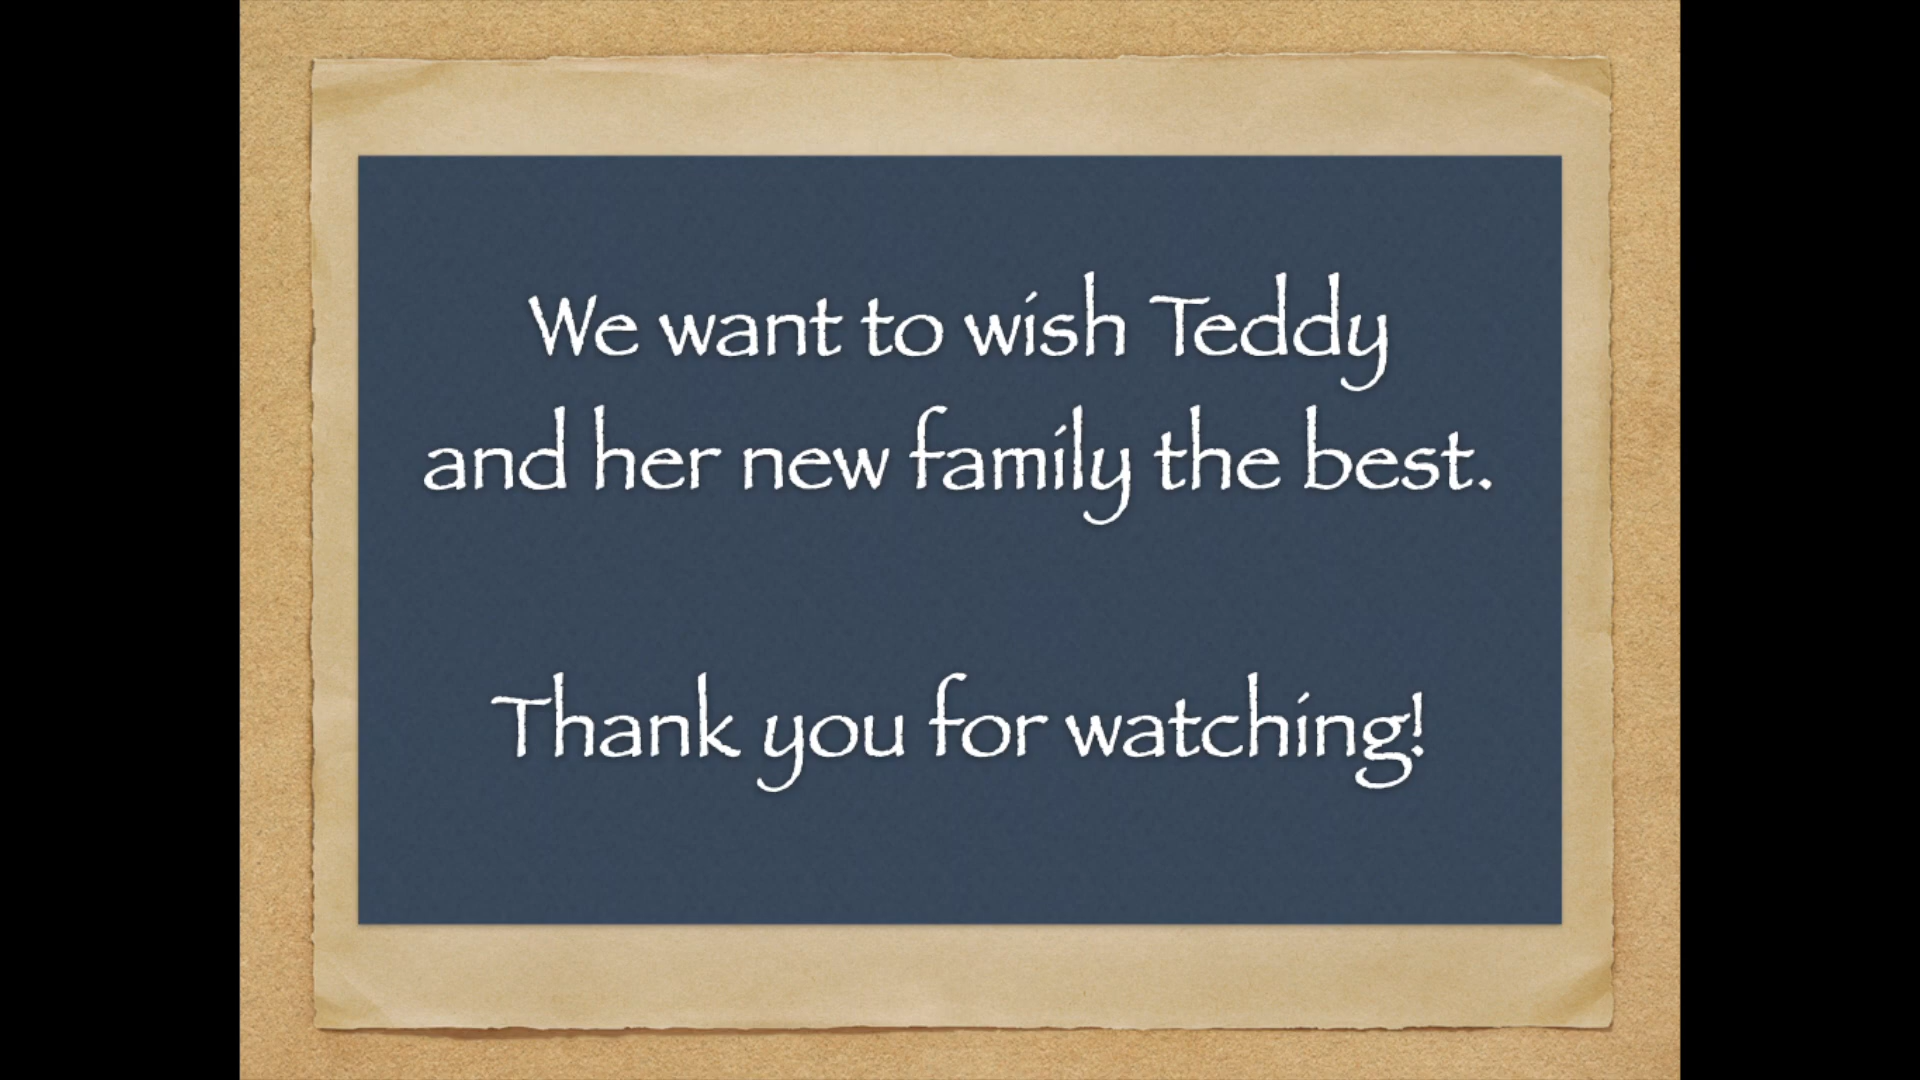 We want to wish Teddy
and her new family the best.
Thank you for watching!